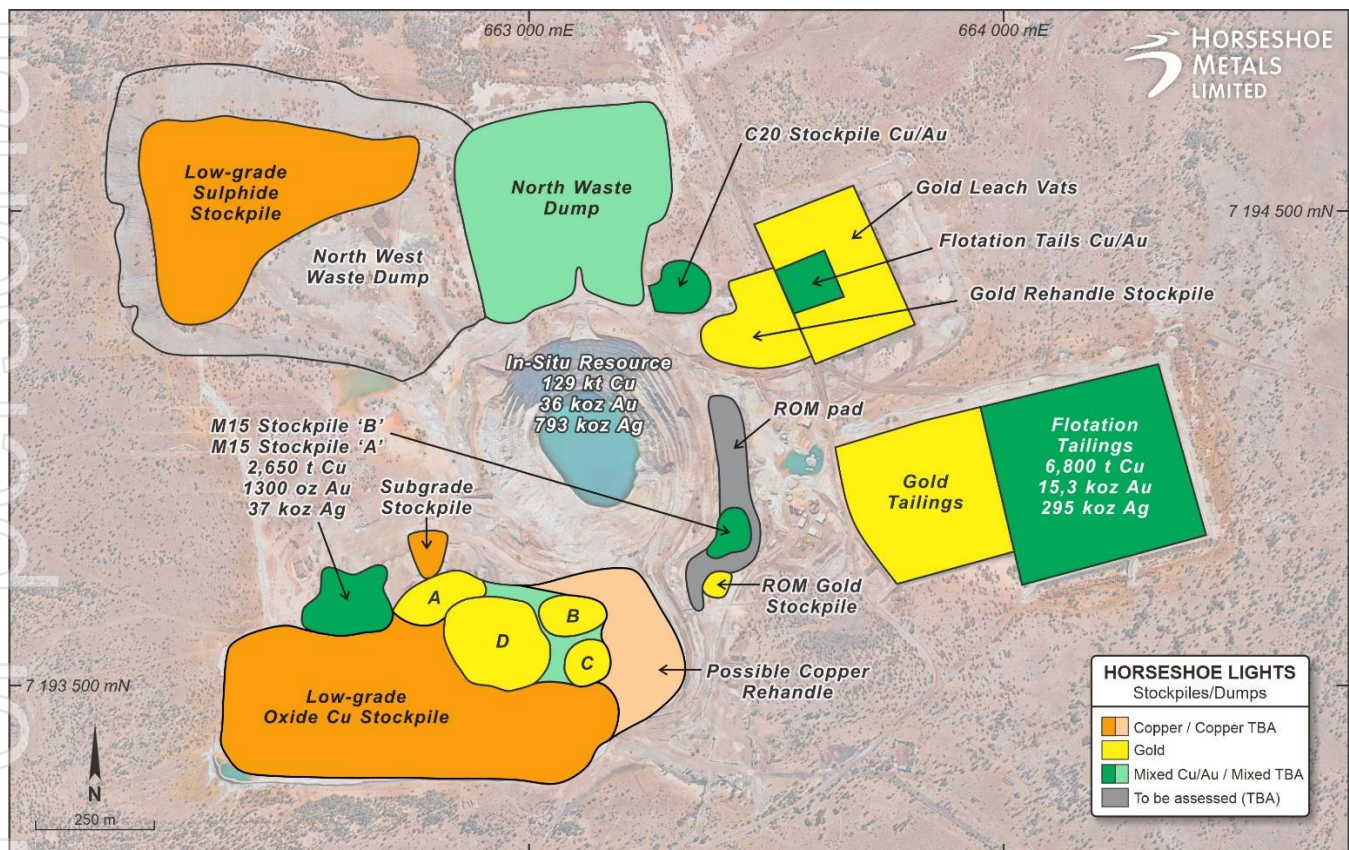 663 000 mE
664 000 mE
HORSESHOE
METALS
LIMITED
C20 Stockpile Cu/Au
Low-grade
Sulphide
Stockpile
North Waste
Dump
Gold Leach Vats
7 194 500 mN
Flotation Tails Cu/Au
North West
Waste Dump
Gold Rehandle Stockpile
In-Situ Resource
129 kt Cu
36 koz Au
793 koz Ag
ROM pad
M15 Stockpile ‘B’
M15 Stockpile ‘A’
2,650 t Cu
1300 oz Au
37 koz Ag
Subgrade
Stockpile
Gold
Tailings
Flotation
Tailings
6,800 t Cu
15,3 koz Au
295 koz Ag
ROM Gold
Stockpile
A
B
D
C
Possible Copper
Rehandle
7 193 500 mN
Low-grade
Oxide Cu Stockpile
HORSESHOE LIGHTS
Stockpiles/Dumps
Copper / Copper TBA
Gold
Mixed Cu/Au / Mixed TBA
To be assessed (TBA)
N
250 m